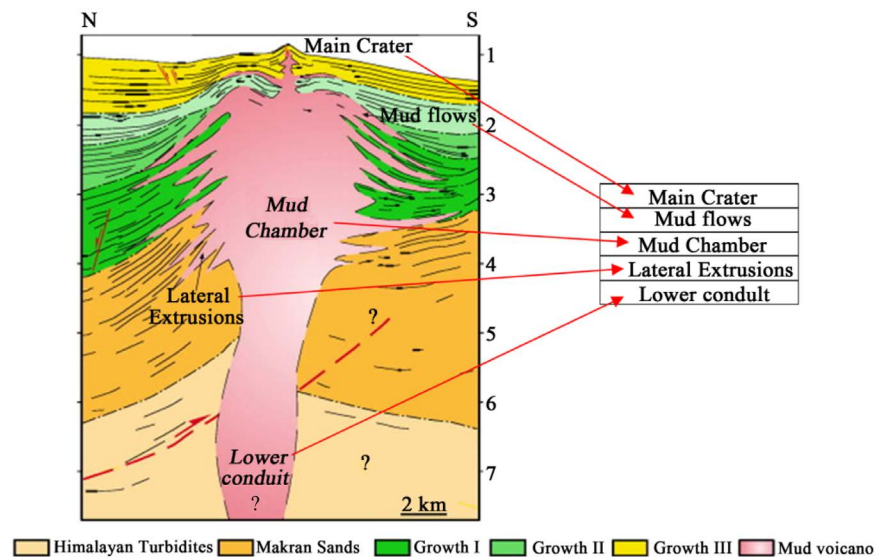 N
S
Main Crater
1
Mud flows
2
3
Mud
Chamber
4
Lateral
Extrusions
?
5
6
Lower
conduit
?
?
7
2 km
Main Crater
Mud flows
Mud Chamber
Lateral Extrusions
Lower condult
Himalayan Turbidites
Makran Sands
Growth I
Growth II
Growth III
Mud voicano